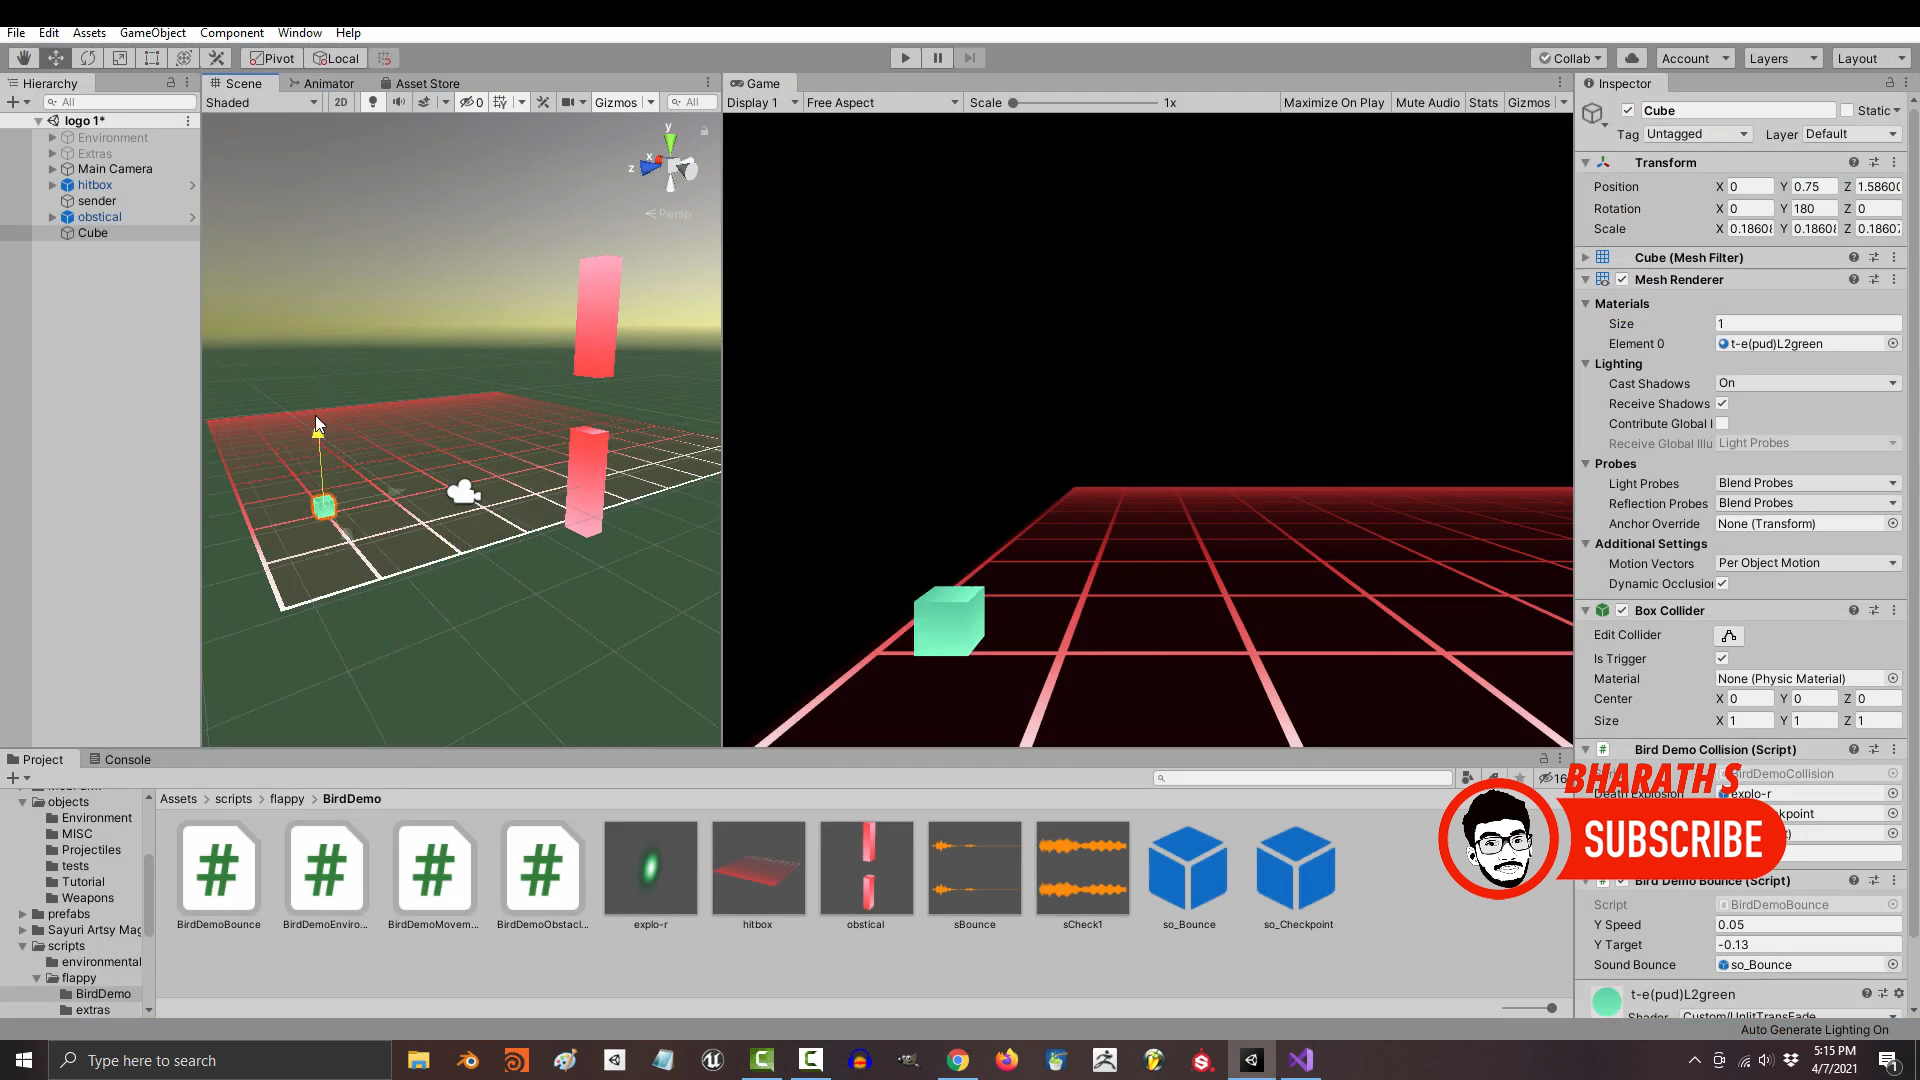 File Edit Assets GameObject Component Window Help
Pivot Local Collab Account Layers Layout
Hierarchy Scene Animator Asset Store Game Inspector
All Shaded 2D 0 Gizmos All Display 1 Free Aspect Scale 1x Maximize On Play Mute Audio Stats Gizmos Cube Static
logo 1*
Environment
Extras
Main Camera
hitbox
sender
obstical
Cube
y
x
z
Persp
Tag Untagged Layer Default
Transform
Position X 0 Y 0.75 Z 1.5860
Rotation X 0 Y 180 Z 0
Scale X 0.1860 Y 0.1860 Z 0.1860
Cube (Mesh Filter)
Mesh Renderer
Materials
Size 1
Element 0 t-e(pud)L2green
Lighting
Cast Shadows On
Receive Shadows
Contribute Global I
Receive Global Illu Light Probes
Probes
Light Probes Blend Probes
Reflection Probes Blend Probes
Anchor Override None (Transform)
Additional Settings
Motion Vectors Per Object Motion
Dynamic Occlusion
Box Collider
Edit Collider
Is Trigger
Material None (Physic Material)
Center X 0 Y 0 Z 0
Size X 1 Y 1 Z 1
Bird Demo Collision (Script)
BirdDemoCollision
Death Explosion explo-r
BHARATH S
SUBSCRIBE
Bird Demo Bounce (Script)
Script BirdDemoBounce
Y Speed 0.05
Y Target -0.13
Sound Bounce so_Bounce
t-e(pud)L2green
Shader Custom/UnlitTransFade
Project Console
16
Assets scripts flappy BirdDemo
objects
Environment
MISC
Projectiles
tests
Tutorial
Weapons
prefabs
Sayuri Artsy Mag
scripts
environmental
flappy
BirdDemo
extras
BirdDemoBounce BirdDemoEnviro... BirdDemoMovem... BirdDemoObstacl... explo-r hitbox obstical sBounce sCheck1 so_Bounce so_Checkpoint
Auto Generate Lighting On
Type here to search
5:15 PM
4/7/2021